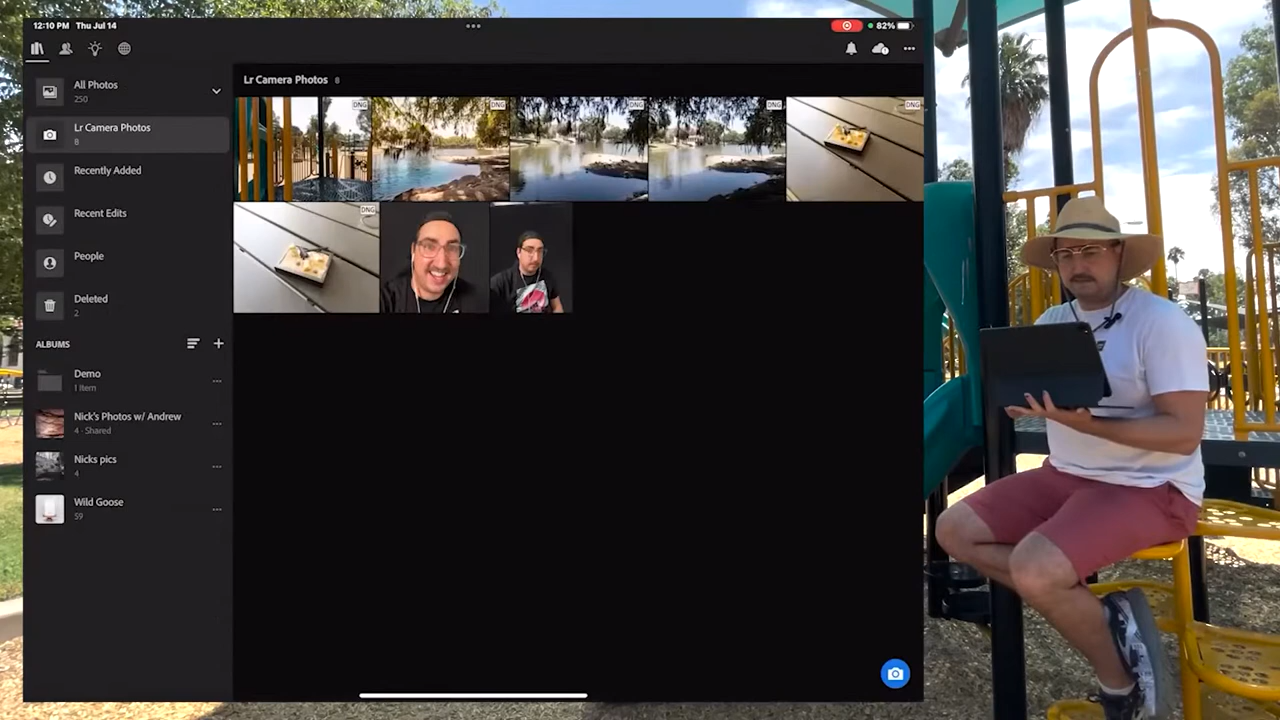 12:10 PM Thu Jul 14
82%
All Photos
250
Lr Camera Photos
8
Recently Added
Recent Edits
People
Deleted
2
ALBUMS
Demo
1 Item
Nick's Photos w/ Andrew
4 · Shared
Nicks pics
4
Wild Goose
59
Lr Camera Photos 8
DNG
DNG
DNG
DNG
DNG
DNG